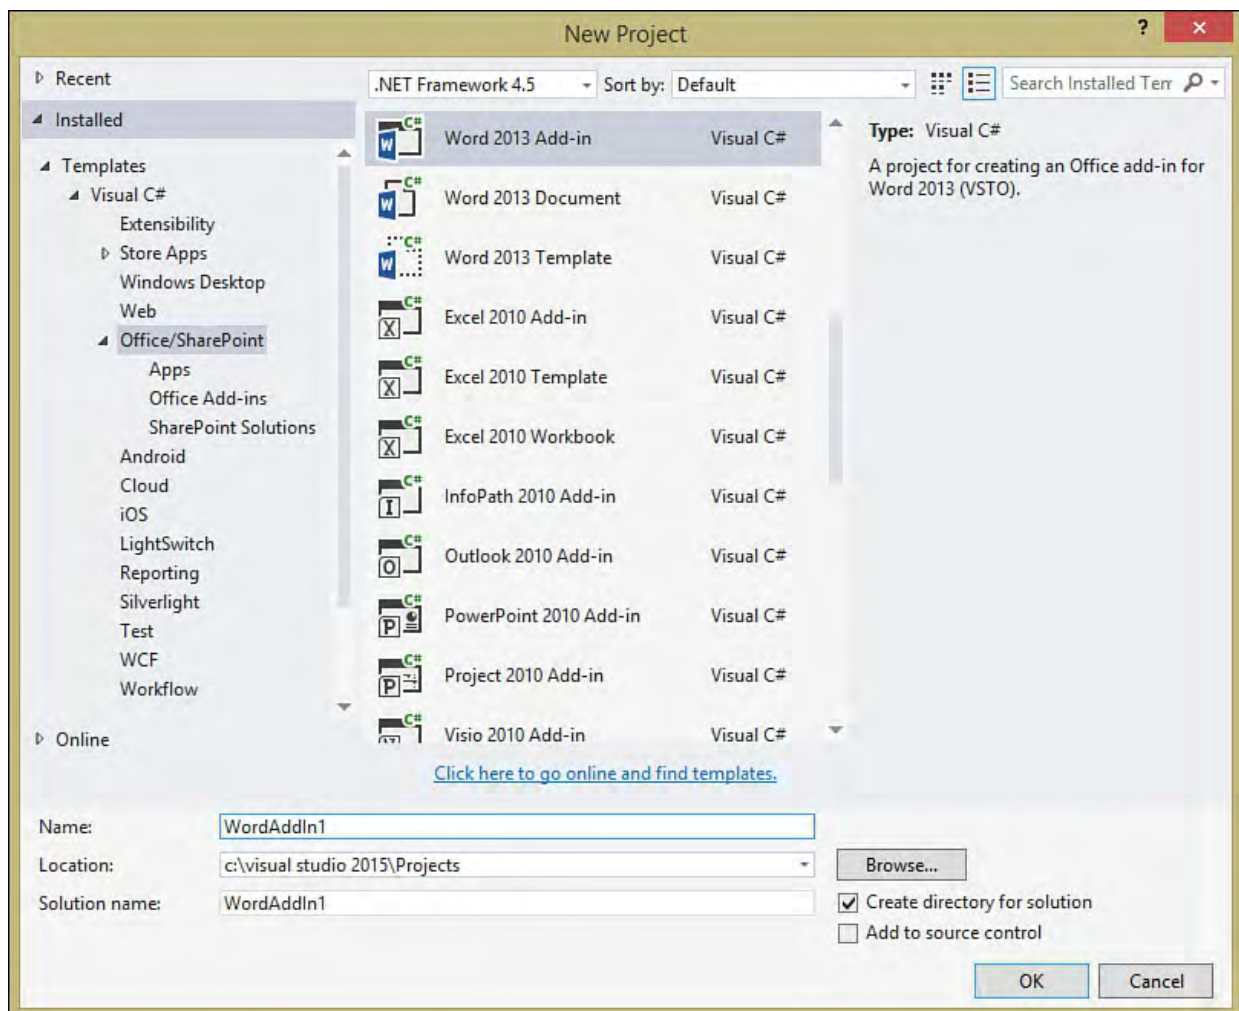 New Project
?
Recent
.NET Framework 4.5
Sort by: Default
Search Installed Tem
Installed
Templates
Visual C#
Extensibility
Store Apps
Windows Desktop
Web
Office/SharePoint
Apps
Office Add-ins
SharePoint Solutions
Android
Cloud
iOS
LightSwitch
Reporting
Silverlight
Test
WCF
Workflow
Online
Word 2013 Add-in Visual C#
Word 2013 Document Visual C#
Word 2013 Template Visual C#
Excel 2010 Add-in Visual C#
Excel 2010 Template Visual C#
Excel 2010 Workbook Visual C#
InfoPath 2010 Add-in Visual C#
Outlook 2010 Add-in Visual C#
PowerPoint 2010 Add-in Visual C#
Project 2010 Add-in Visual C#
Visio 2010 Add-in Visual C#
Click here to go online and find templates.
Type: Visual C#
A project for creating an Office add-in for
Word 2013 (VSTO).
Name: WordAddIn1
Location: c:\visual studio 2015\Projects
Browse...
Solution name: WordAddIn1
Create directory for solution
Add to source control
OK
Cancel